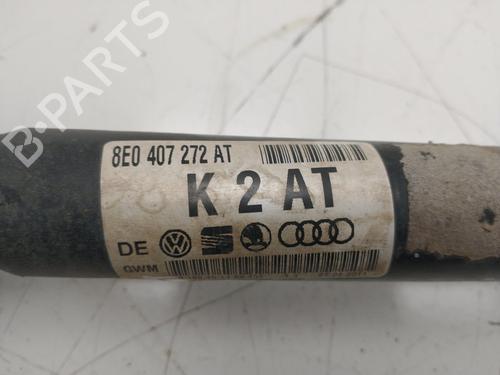 B-PARTS
8E0 407 272 AT
K 2 AT
DE
GWM